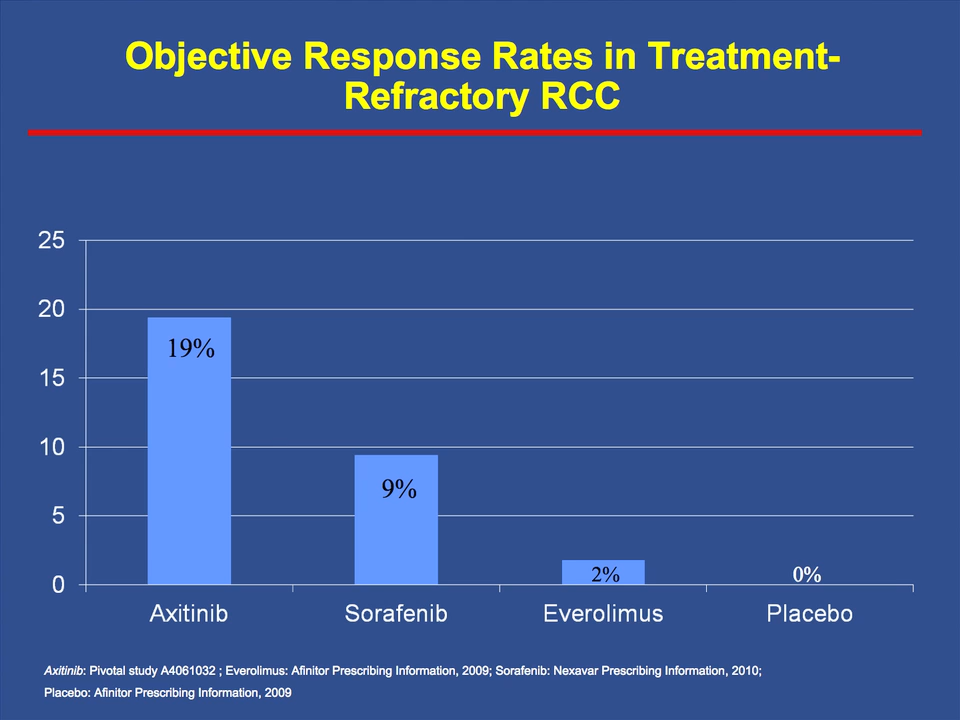 Objective Response Rates in Treatment-
Refractory RCC
25
20
15
10
5
0
19%
9%
2%
0%
Axitinib
Sorafenib
Everolimus
Placebo
Axitinib: Pivotal study A4061032 ; Everolimus: Afinitor Prescribing Information, 2009; Sorafenib: Nexavar Prescribing Information, 2010;
Placebo: Afinitor Prescribing Information, 2009